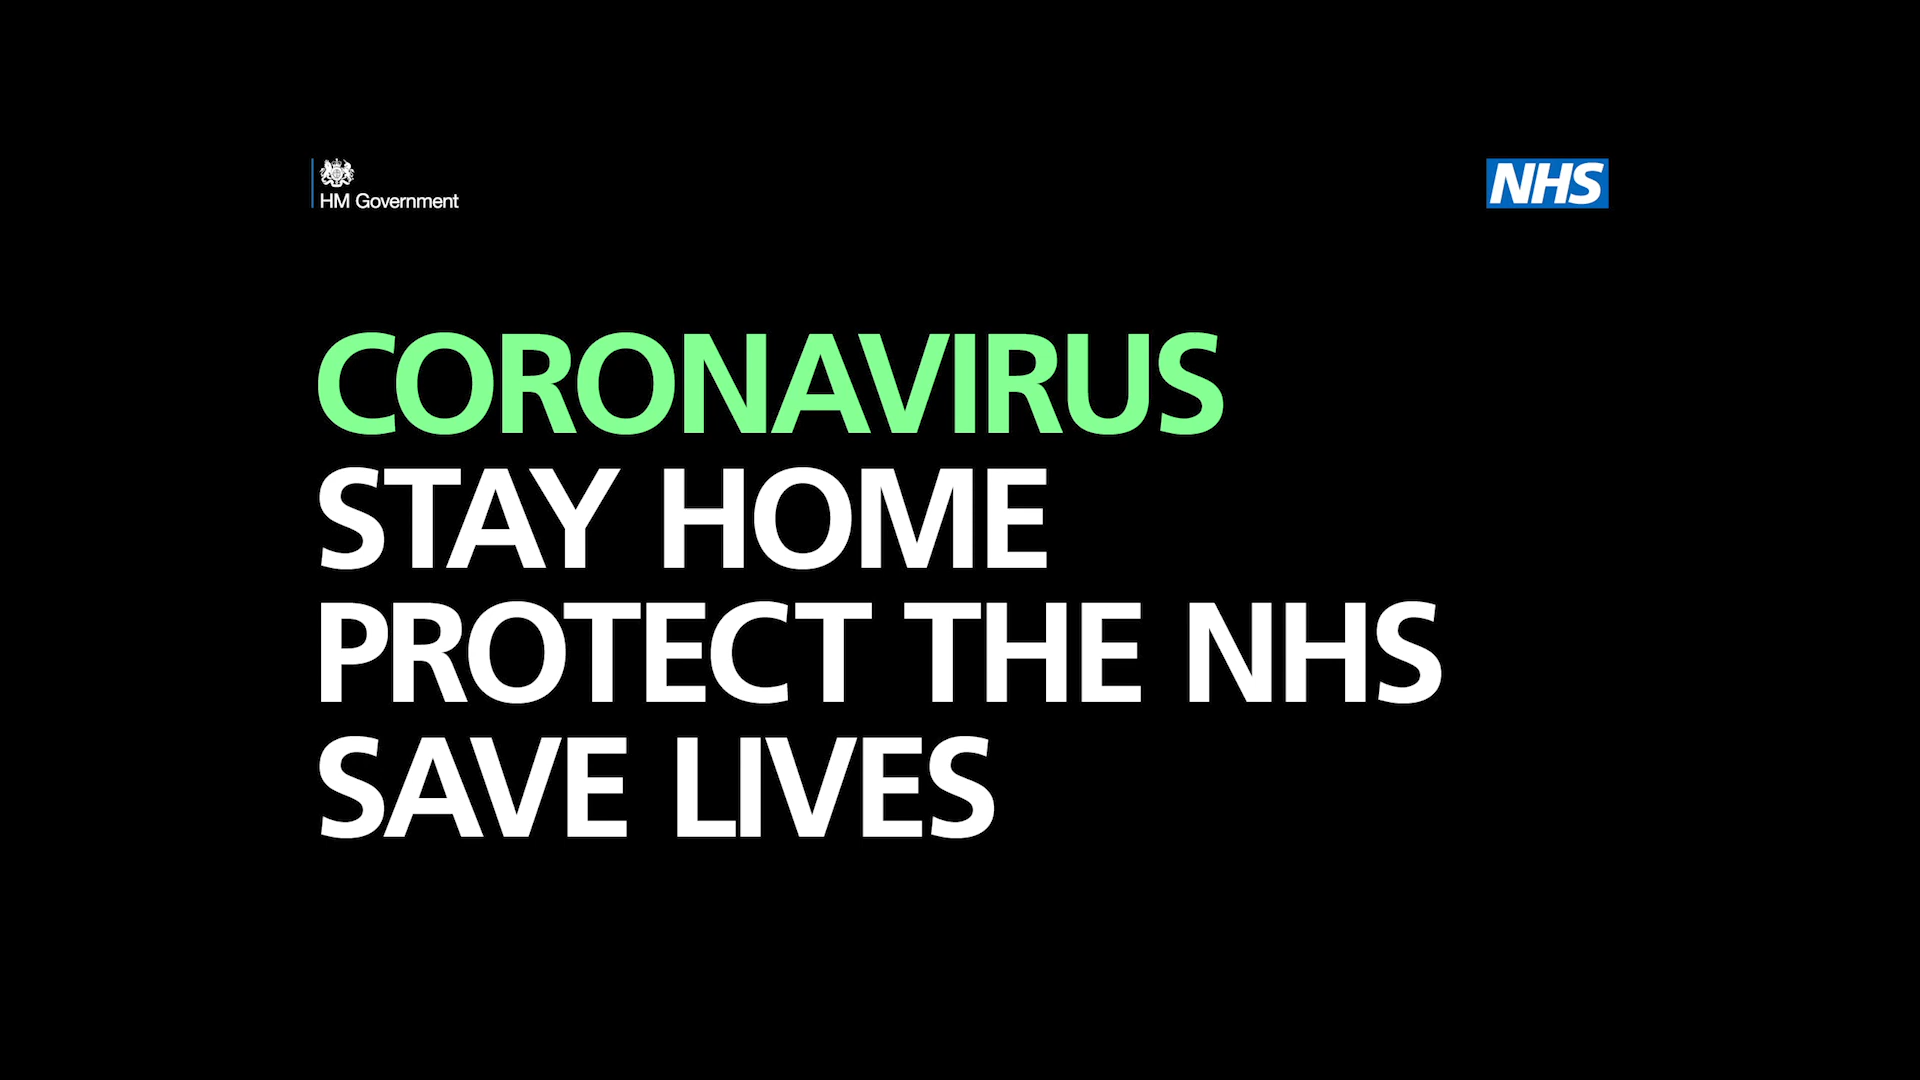 HM Government
NHS
CORONAVIRUS
STAY HOME
PROTECT THE NHS
SAVE LIVES